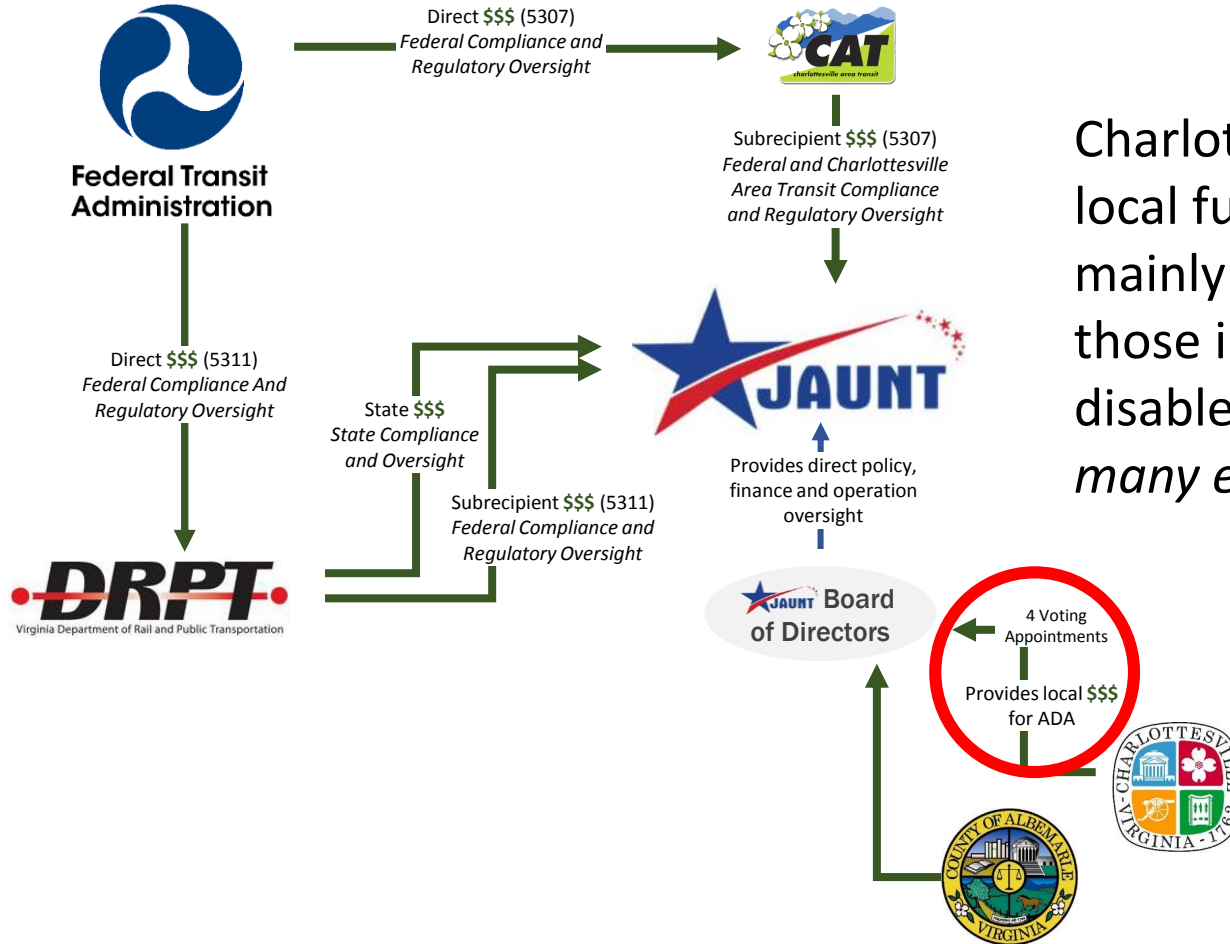 Direct $$$ (5307)
Federal Compliance and
Regulatory Oversight
CAT
charlottesville area transit
Federal Transit
Administration
Subrecipient $$$ (5307)
Federal and Charlottesville
Area Transit Compliance
and Regulatory Oversight
Charlot
local fu
mainly
those i
disable
many e
Direct $$$ (5311)
Federal Compliance And
Regulatory Oversight
JAUNT
State $$$
State Compliance
and Oversight
Provides direct policy,
finance and operation
oversight
Subrecipient $$$ (5311)
Federal Compliance and
Regulatory Oversight
DRPT
Virginia Department of Rail and Public Transportation
JAUNT Board
of Directors
4 Voting
Appointments
Provides local $$$
for ADA
CHARLOTTESVILLE
VIRGINIA - 1762
COUNTY OF ALBEMARLE
VIRGINIA